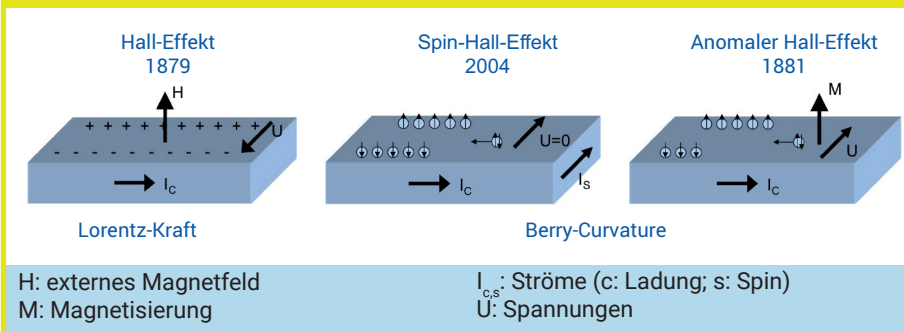 Hall-Effekt
1879
Spin-Hall-Effekt
2004
Anomaler Hall-Effekt
1881
H
+ + + + + + + + + +
U
- - - - - - - - - -
I_C
U=0
I_S
I_C
M
U
I_C
Lorentz-Kraft
Berry-Curvature
H: externes Magnetfeld
M: Magnetisierung
I_c,s: Ströme (c: Ladung; s: Spin)
U: Spannungen